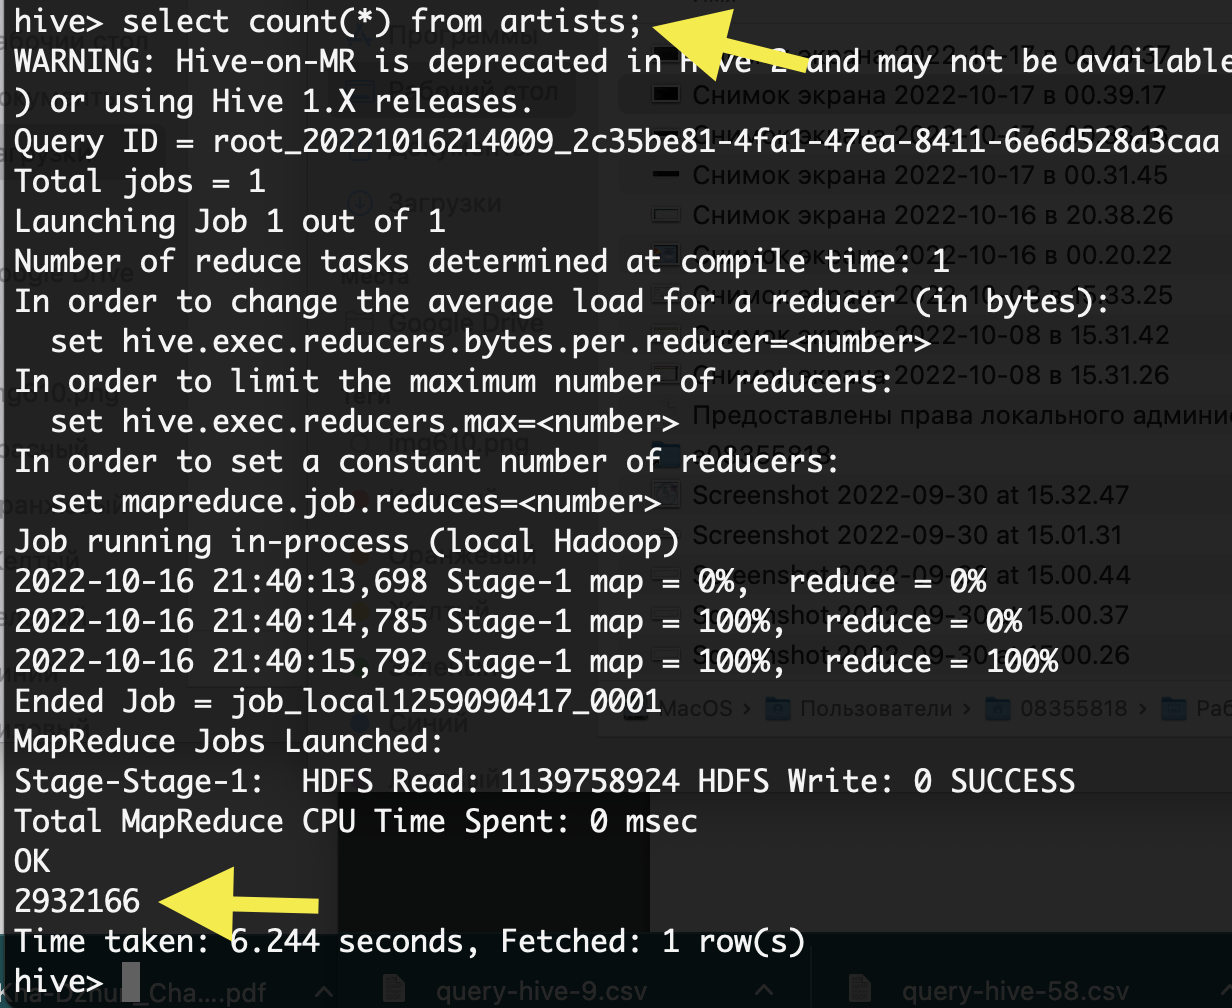 hive> select count(*) from artists;
WARNING: Hive-on-MR is deprecated in Hive 2 and may not be available
) or using Hive 1.X releases.
Query ID = root_20221016214009_2c35be81-4fa1-47ea-8411-6e6d528a3caa
Total jobs = 1
Launching Job 1 out of 1
Number of reduce tasks determined at compile time: 1
In order to change the average load for a reducer (in bytes):
  set hive.exec.reducers.bytes.per.reducer=<number>
In order to limit the maximum number of reducers:
  set hive.exec.reducers.max=<number>
In order to set a constant number of reducers:
  set mapreduce.job.reduces=<number>
Job running in-process (local Hadoop)
2022-10-16 21:40:13,698 Stage-1 map = 0%,  reduce = 0%
2022-10-16 21:40:14,785 Stage-1 map = 100%,  reduce = 0%
2022-10-16 21:40:15,792 Stage-1 map = 100%,  reduce = 100%
Ended Job = job_local1259090417_0001
MapReduce Jobs Launched:
Stage-Stage-1:  HDFS Read: 1139758924 HDFS Write: 0 SUCCESS
Total MapReduce CPU Time Spent: 0 msec
OK
2932166
Time taken: 6.244 seconds, Fetched: 1 row(s)
hive>
Программы
Рабочий стол
Загрузки
Места
Google Drive
Теги
img610.png
Оранжевый
Синий
Снимок экрана 2022-10-17 в 00.40.37
Снимок экрана 2022-10-17 в 00.39.17
Снимок экрана 2022-10-17 в 00.31.45
Снимок экрана 2022-10-16 в 20.38.26
Снимок экрана 2022-10-16 в 00.20.22
Снимок экрана 2022-10-08 в 15.33.25
Снимок экрана 2022-10-08 в 15.31.42
Снимок экрана 2022-10-08 в 15.31.26
Предоставлены права локального админис
a08355818
Screenshot 2022-09-30 at 15.32.47
Screenshot 2022-09-30 at 15.01.31
Screenshot 2022-09-30 at 15.00.44
Screenshot 2022-09-30 at 15.00.37
Screenshot 2022-09-30 at 15.00.26
MacOS › Пользователи › 08355818 › Раб
query-hive-9.csv
query-hive-58.csv